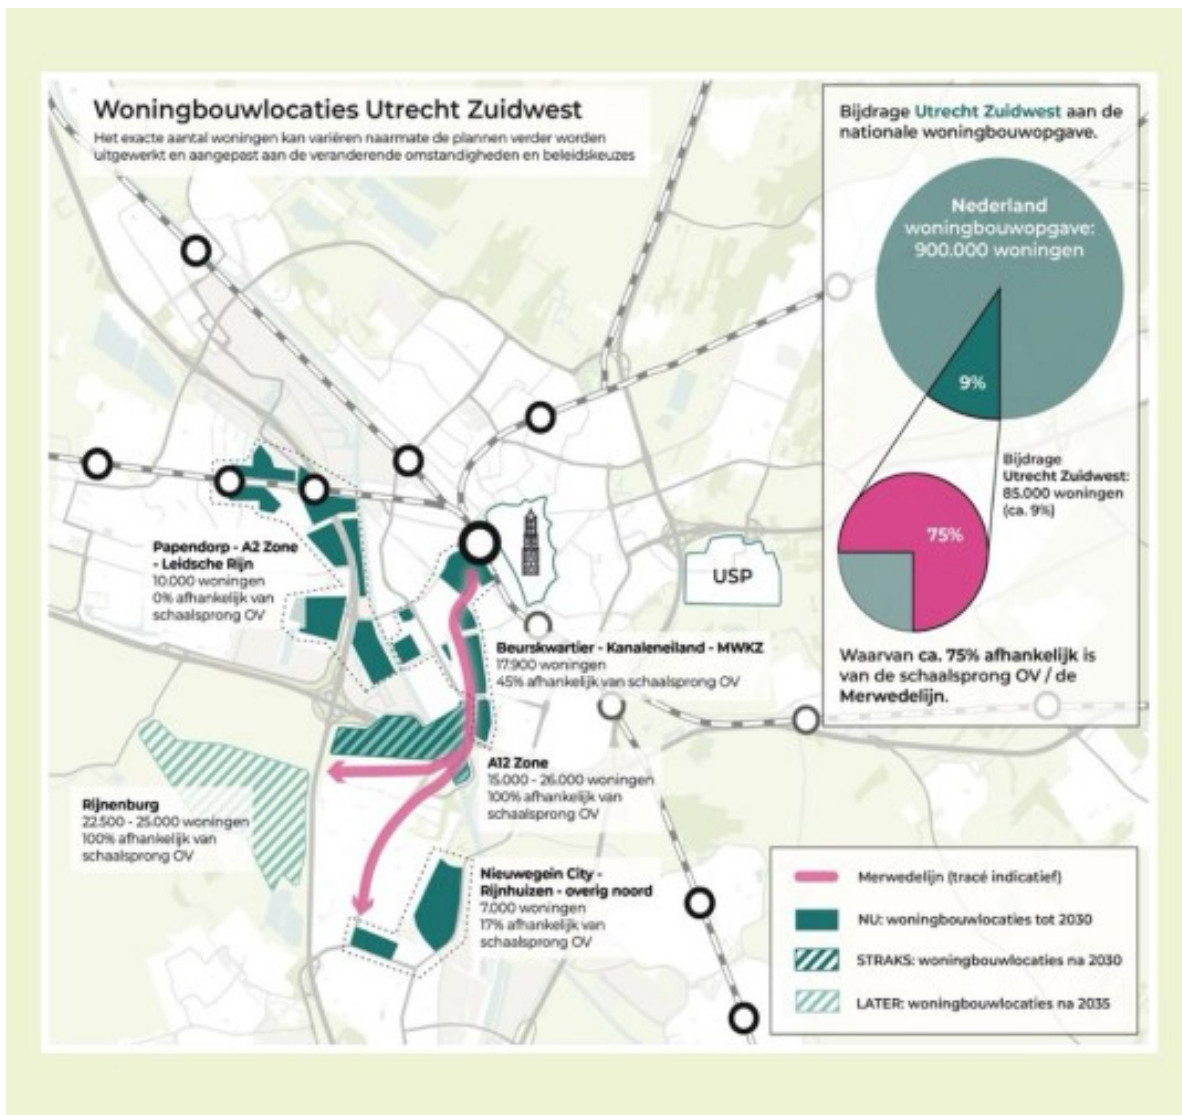 Woningbouwlocaties Utrecht Zuidwest
Het exacte aantal woningen kan variëren naarmate de plannen verder worden
uitgewerkt en aangepast aan de veranderende omstandigheden en beleidskeuzes
Bijdrage Utrecht Zuidwest aan de
nationale woningbouwopgave.
Nederland
woningbouwopgave:
900.000 woningen
9%
Bijdrage
Utrecht Zuidwest:
85.000 woningen
(ca. 9%)
75%
Waarvan ca. 75% afhankelijk is
van de schaalsprong OV / de
Merwedelijn.
Papendorp - A2 Zone
- Leidsche Rijn
10.000 woningen
0% afhankelijk van
schaalsprong OV
USP
Beurskwartier - Kanaleneiland - MWKZ
17.900 woningen
45% afhankelijk van schaalsprong OV
A12 Zone
15.000 - 26.000 woningen
100% afhankelijk van
schaalsprong OV
Rijnenburg
22.500 - 25.000 woningen
100% afhankelijk van
schaalsprong OV
Nieuwegein City -
Rijnhuizen - overig noord
7.000 woningen
17% afhankelijk van
schaalsprong OV
Merwedelijn (tracé indicatief)
NU: woningbouwlocaties tot 2030
STRAKS: woningbouwlocaties na 2030
LATER: woningbouwlocaties na 2035